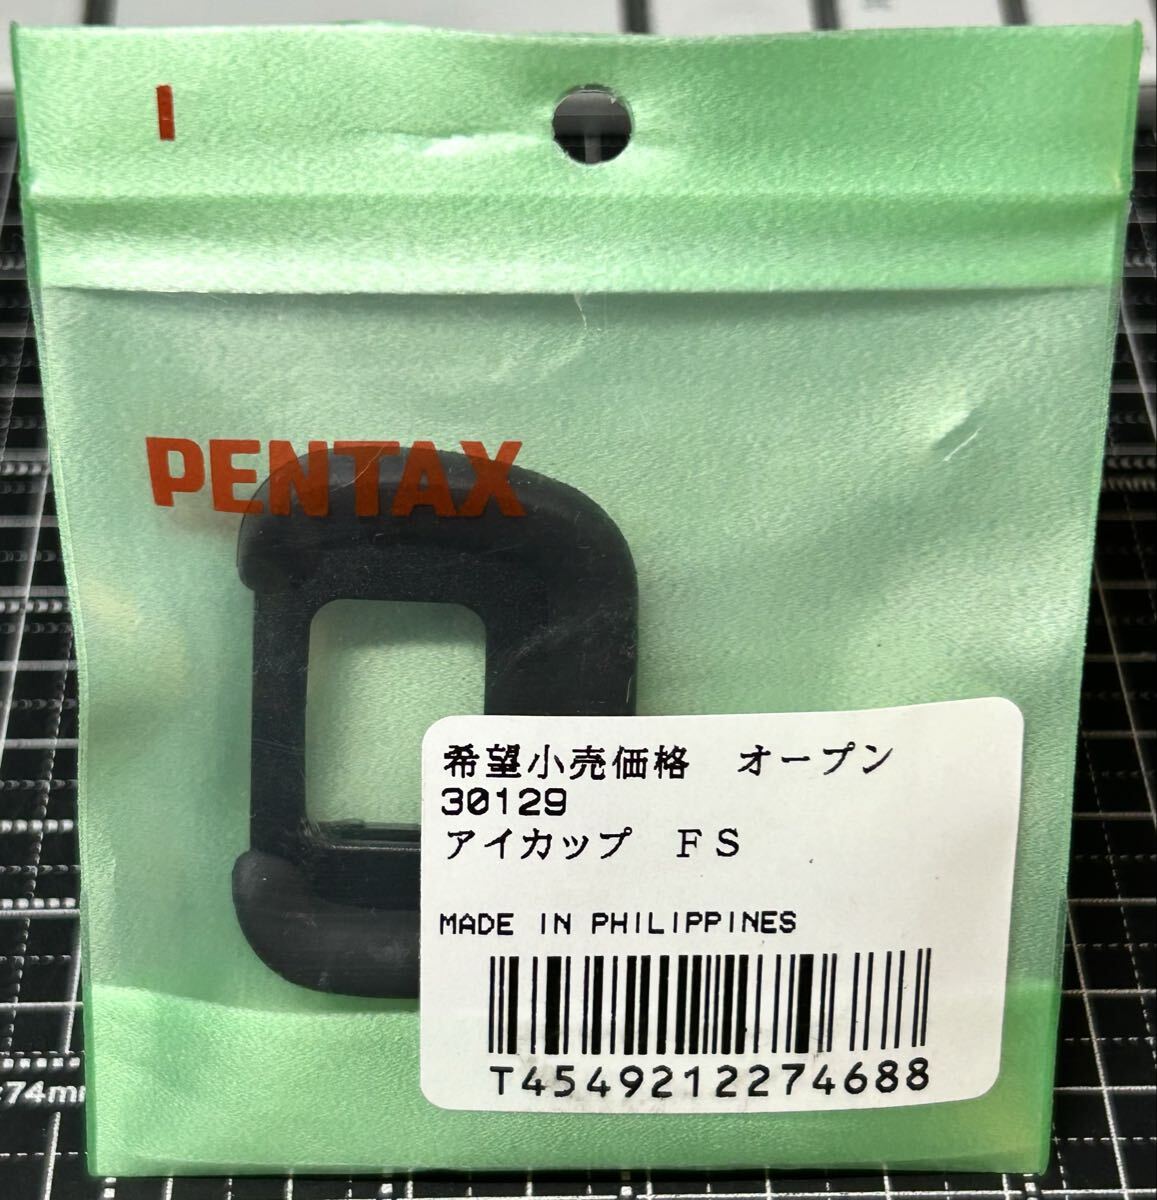 PENTAX
希望小売価格　オープン
30129
アイカップ　ＦＳ
MADE IN PHILIPPINES
T4549212274688
74mm